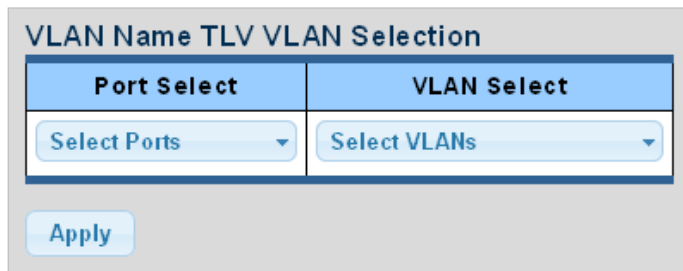 VLAN Name TLV VLAN Selection
Port Select VLAN Select
Select Ports Select VLANs
Apply